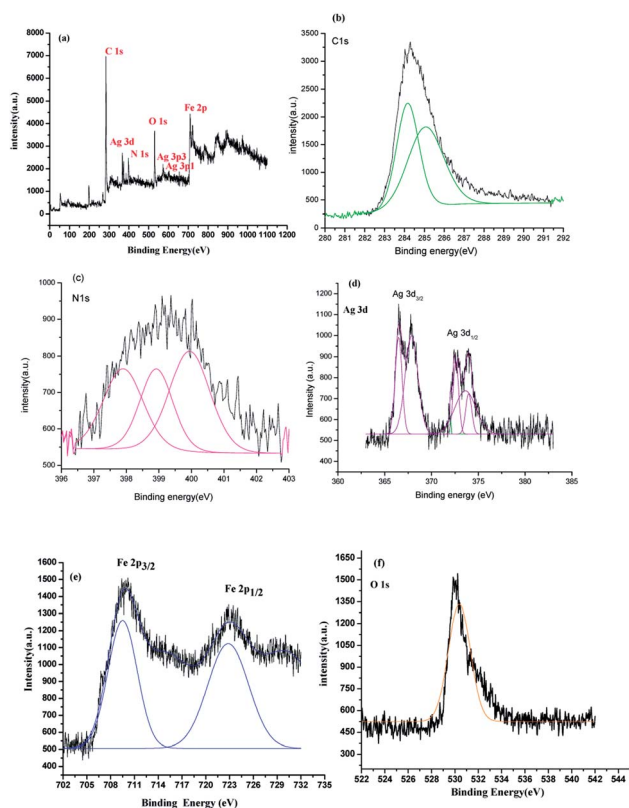 (a)
C 1s
Ag 3d
N 1s
O 1s
Ag 3p3
Ag 3p1
Fe 2p
8000
7000
6000
5000
4000
3000
2000
1000
0
intensity(a.u.)
0 100 200 300 400 500 600 700 800 900 1000 1100 1200
Binding Energy(eV)
(b)
C1s
3500
3000
2500
2000
1500
1000
500
0
intensity(a.u.)
280 281 282 283 284 285 286 287 288 289 290 291 292
Binding energy(eV)
(c)
N1s
1000
900
800
700
600
500
intensity(a.u.)
396 397 398 399 400 401 402 403
Binding energy(eV)
(d)
Ag 3d
Ag 3d3/2
Ag 3d1/2
1200
1100
1000
900
800
700
600
500
400
Intensity (a.u.)
360 365 370 375 380 385
Binding energy (eV)
(e)
Fe 2p3/2
Fe 2p1/2
1600
1500
1400
1300
1200
1100
1000
900
800
700
600
500
400
Intensity(a.u.)
702 705 708 711 714 717 720 723 726 729 732 735
Binding Energy (eV)
(f)
O 1s
1650
1500
1350
1200
1050
900
750
600
450
intensity(a.u.)
522 524 526 528 530 532 534 536 538 540 542 544
Binding Energy(eV)